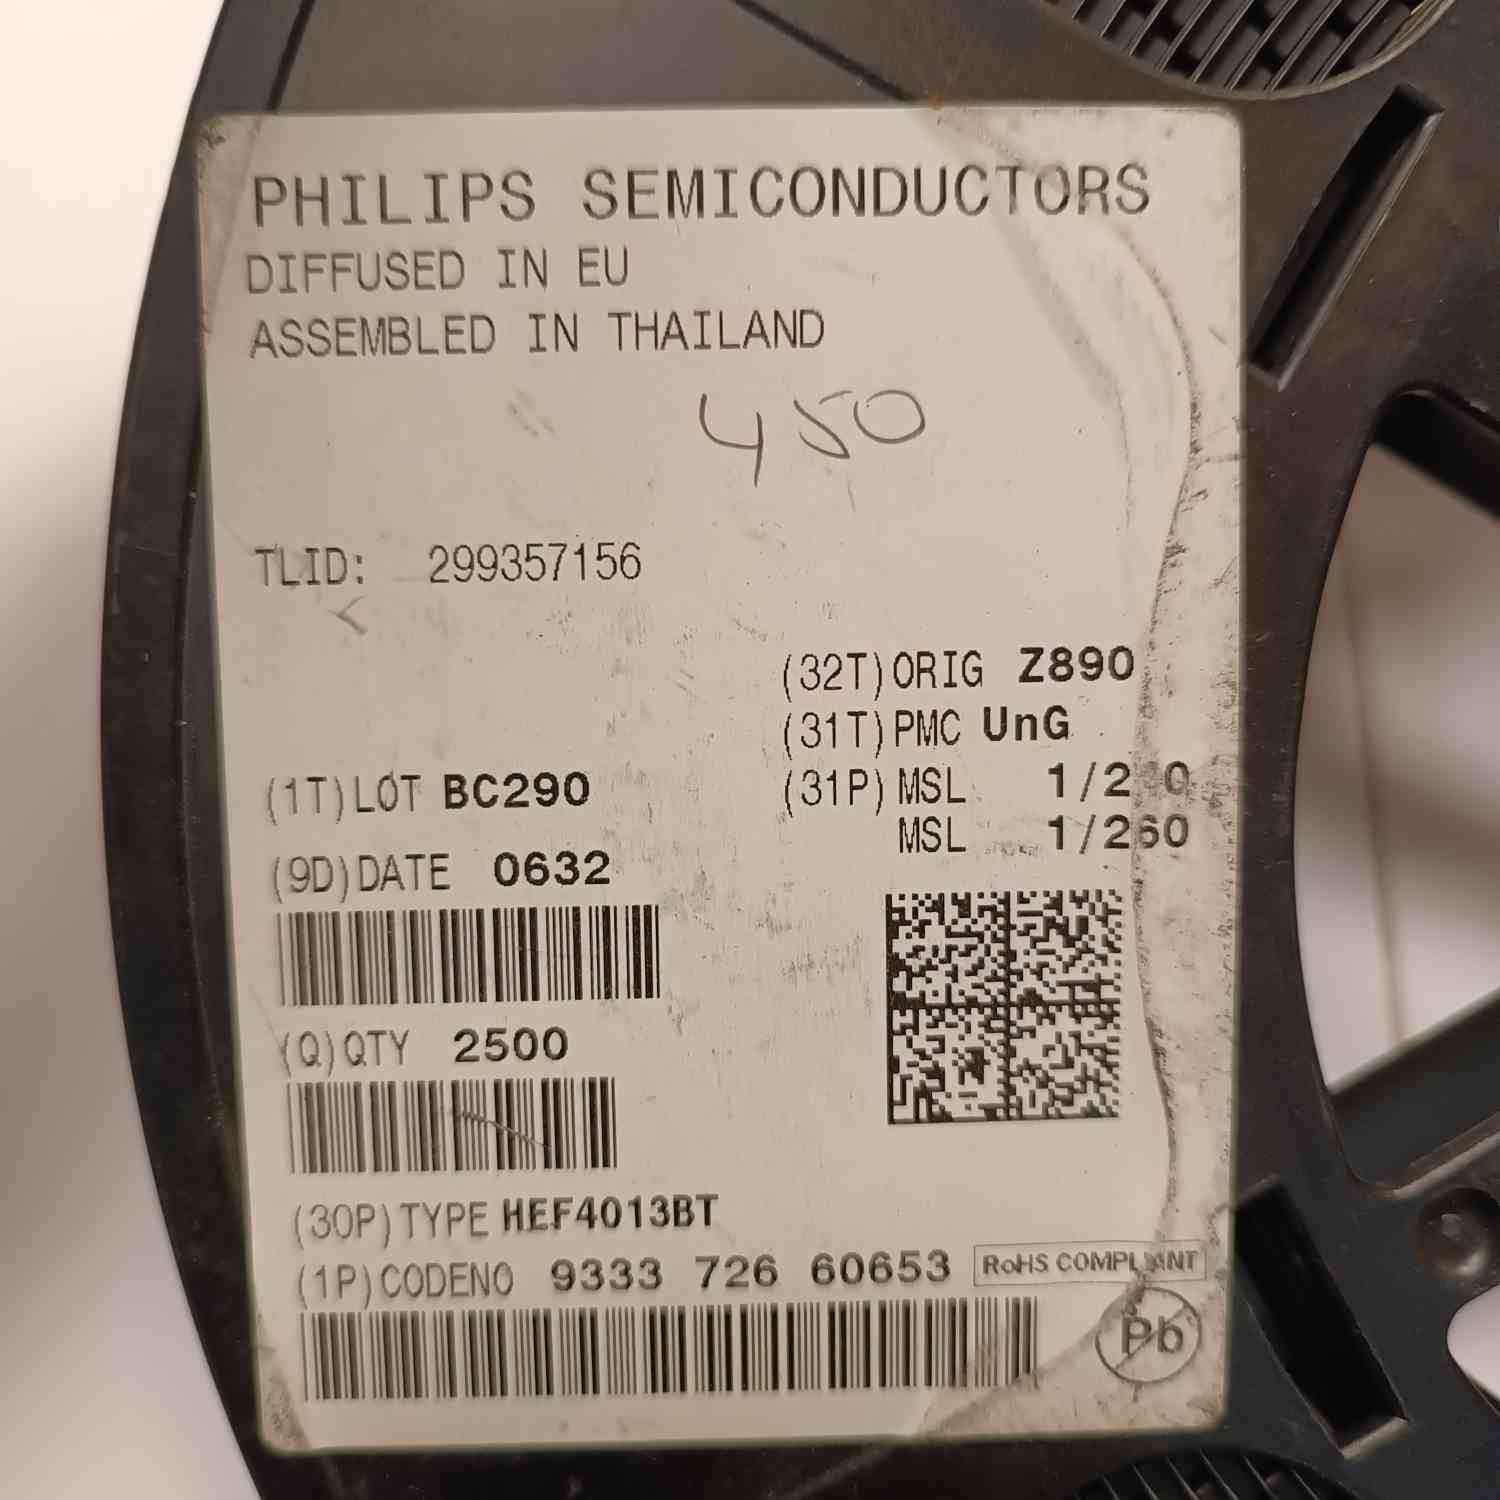 PHILIPS SEMICONDUCTORS
DIFFUSED IN EU
ASSEMBLED IN THAILAND
450
TLID: 299357156
(32T)ORIG Z890
(31T)PMC UnG
(1T)LOT BC290
(31P)MSL
MSL 1/260
(9D)DATE 0632
(Q)QTY 2500
(30P)TYPE HEF4013BT
(1P)CODENO 9333 726 60653
RoHS COMPLIANT
Pb